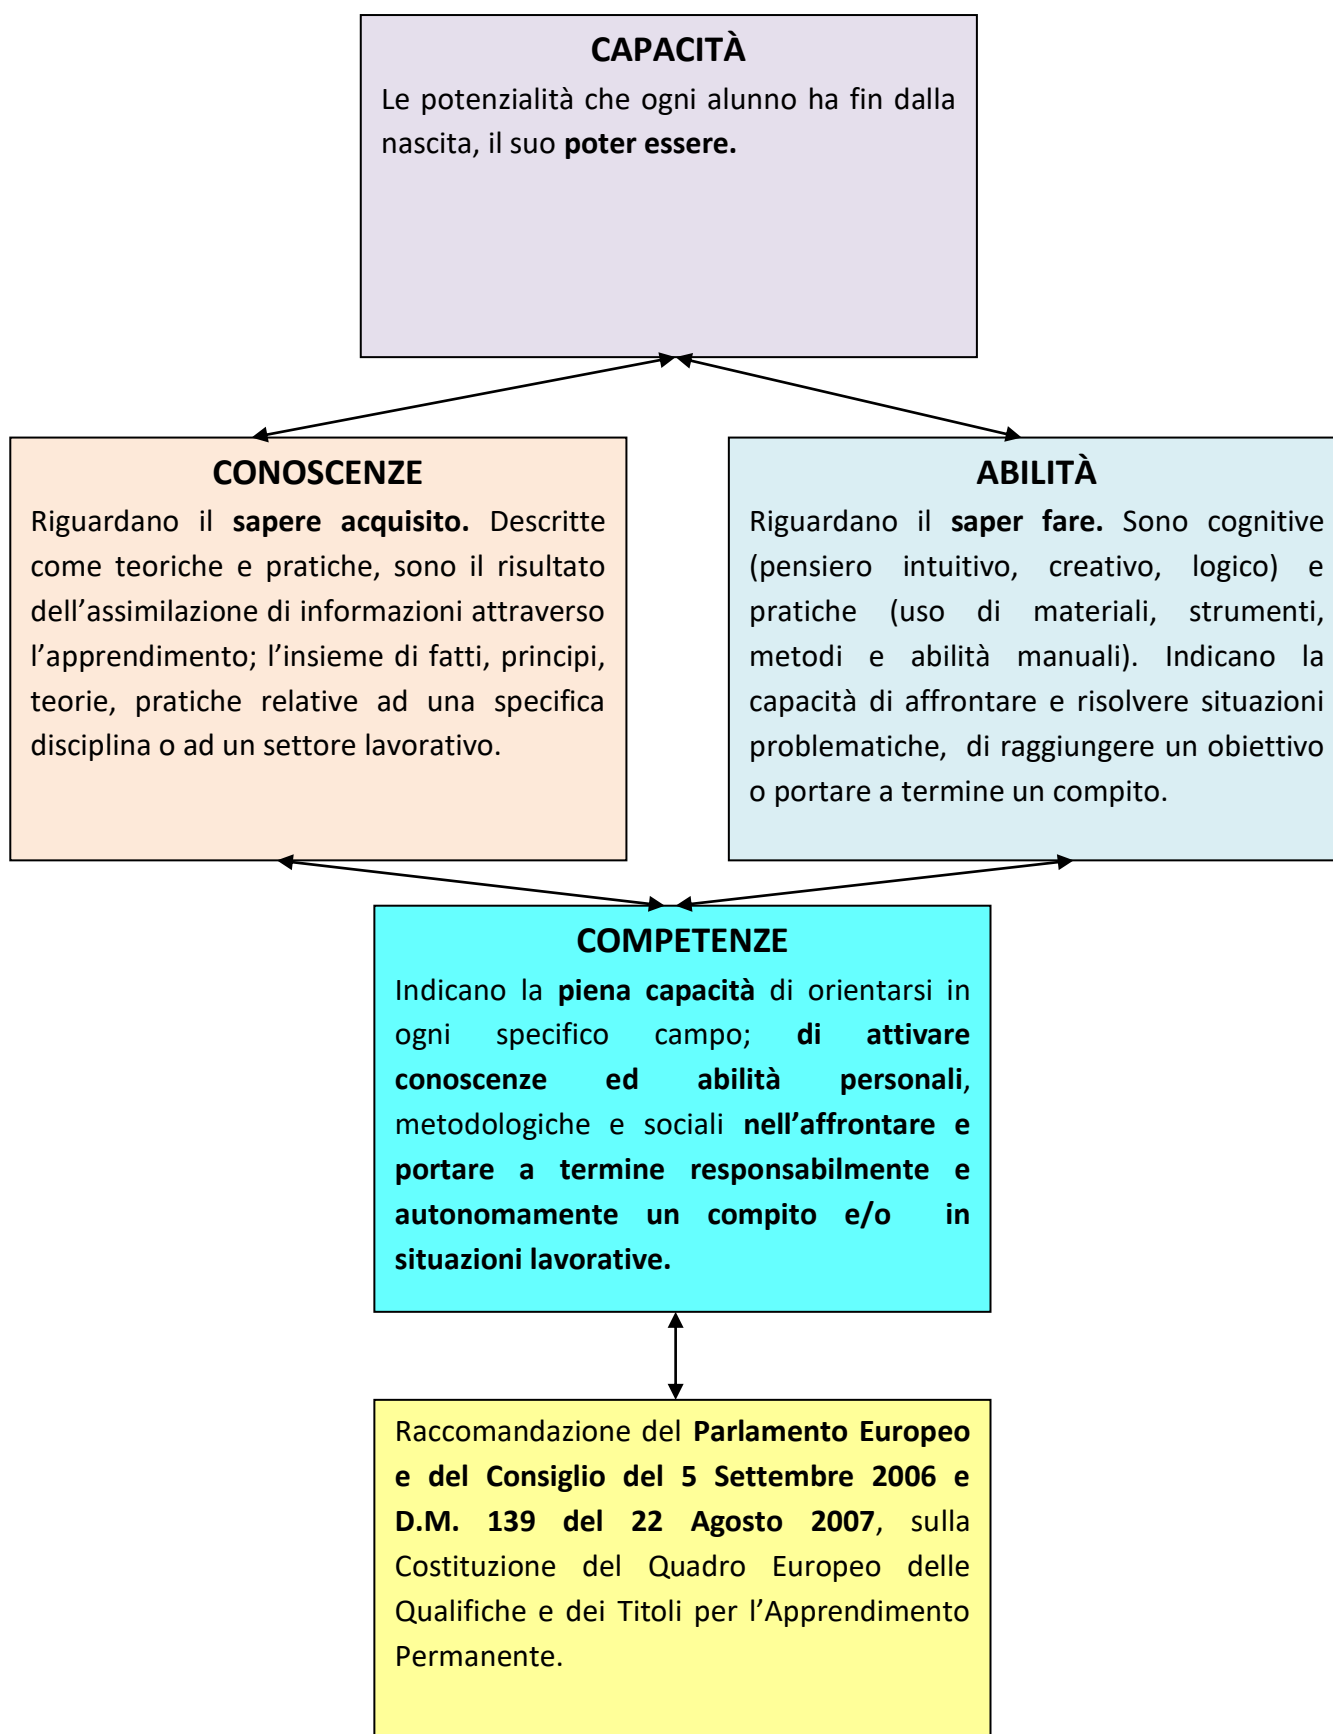 CAPACITÀ
Le potenzialità che ogni alunno ha fin dalla
nascita, il suo poter essere.
CONOSCENZE
Riguardano il sapere acquisito. Descritte
come teoriche e pratiche, sono il risultato
dell’assimilazione di informazioni attraverso
l’apprendimento; l’insieme di fatti, principi,
teorie, pratiche relative ad una specifica
disciplina o ad un settore lavorativo.
ABILITÀ
Riguardano il saper fare. Sono cognitive
(pensiero intuitivo, creativo, logico) e
pratiche (uso di materiali, strumenti,
metodi e abilità manuali). Indicano la
capacità di affrontare e risolvere situazioni
problematiche, di raggiungere un obiettivo
o portare a termine un compito.
COMPETENZE
Indicano la piena capacità di orientarsi in
ogni specifico campo; di attivare
conoscenze ed abilità personali,
metodologiche e sociali nell’affrontare e
portare a termine responsabilmente e
autonomamente un compito e/o in
situazioni lavorative.
Raccomandazione del Parlamento Europeo
e del Consiglio del 5 Settembre 2006 e
D.M. 139 del 22 Agosto 2007, sulla
Costituzione del Quadro Europeo delle
Qualifiche e dei Titoli per l’Apprendimento
Permanente.